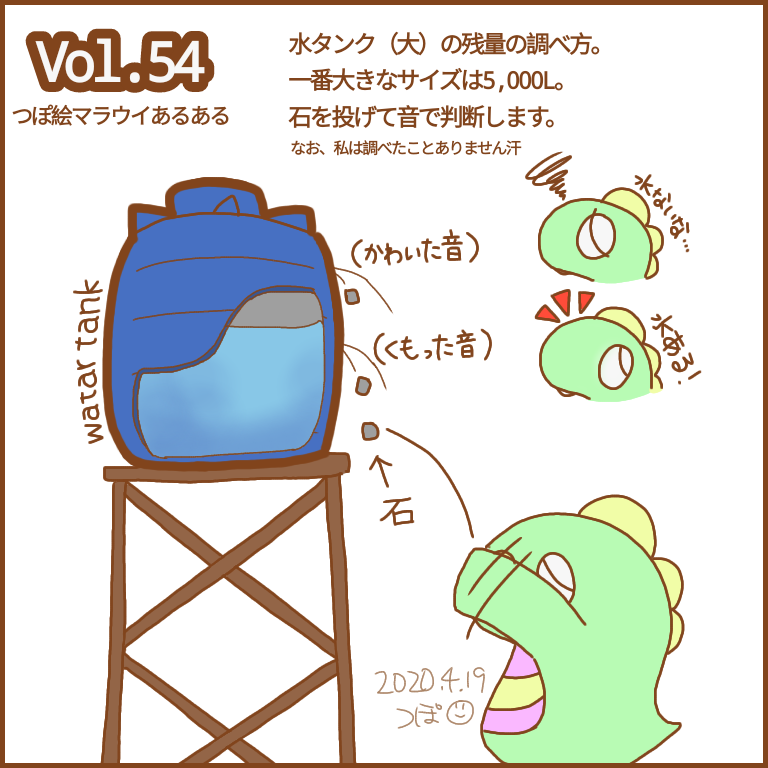 Vol.54
つぽ絵マラウイあるある
水タンク（大）の残量の調べ方。
一番大きなサイズは5,000L。
石を投げて音で判断します。
なお、私は調べたことありません汗
水ないな…
(かわいた音)
watar tank
水ある！
(くもった音)
石
2020.4.19
つぽ